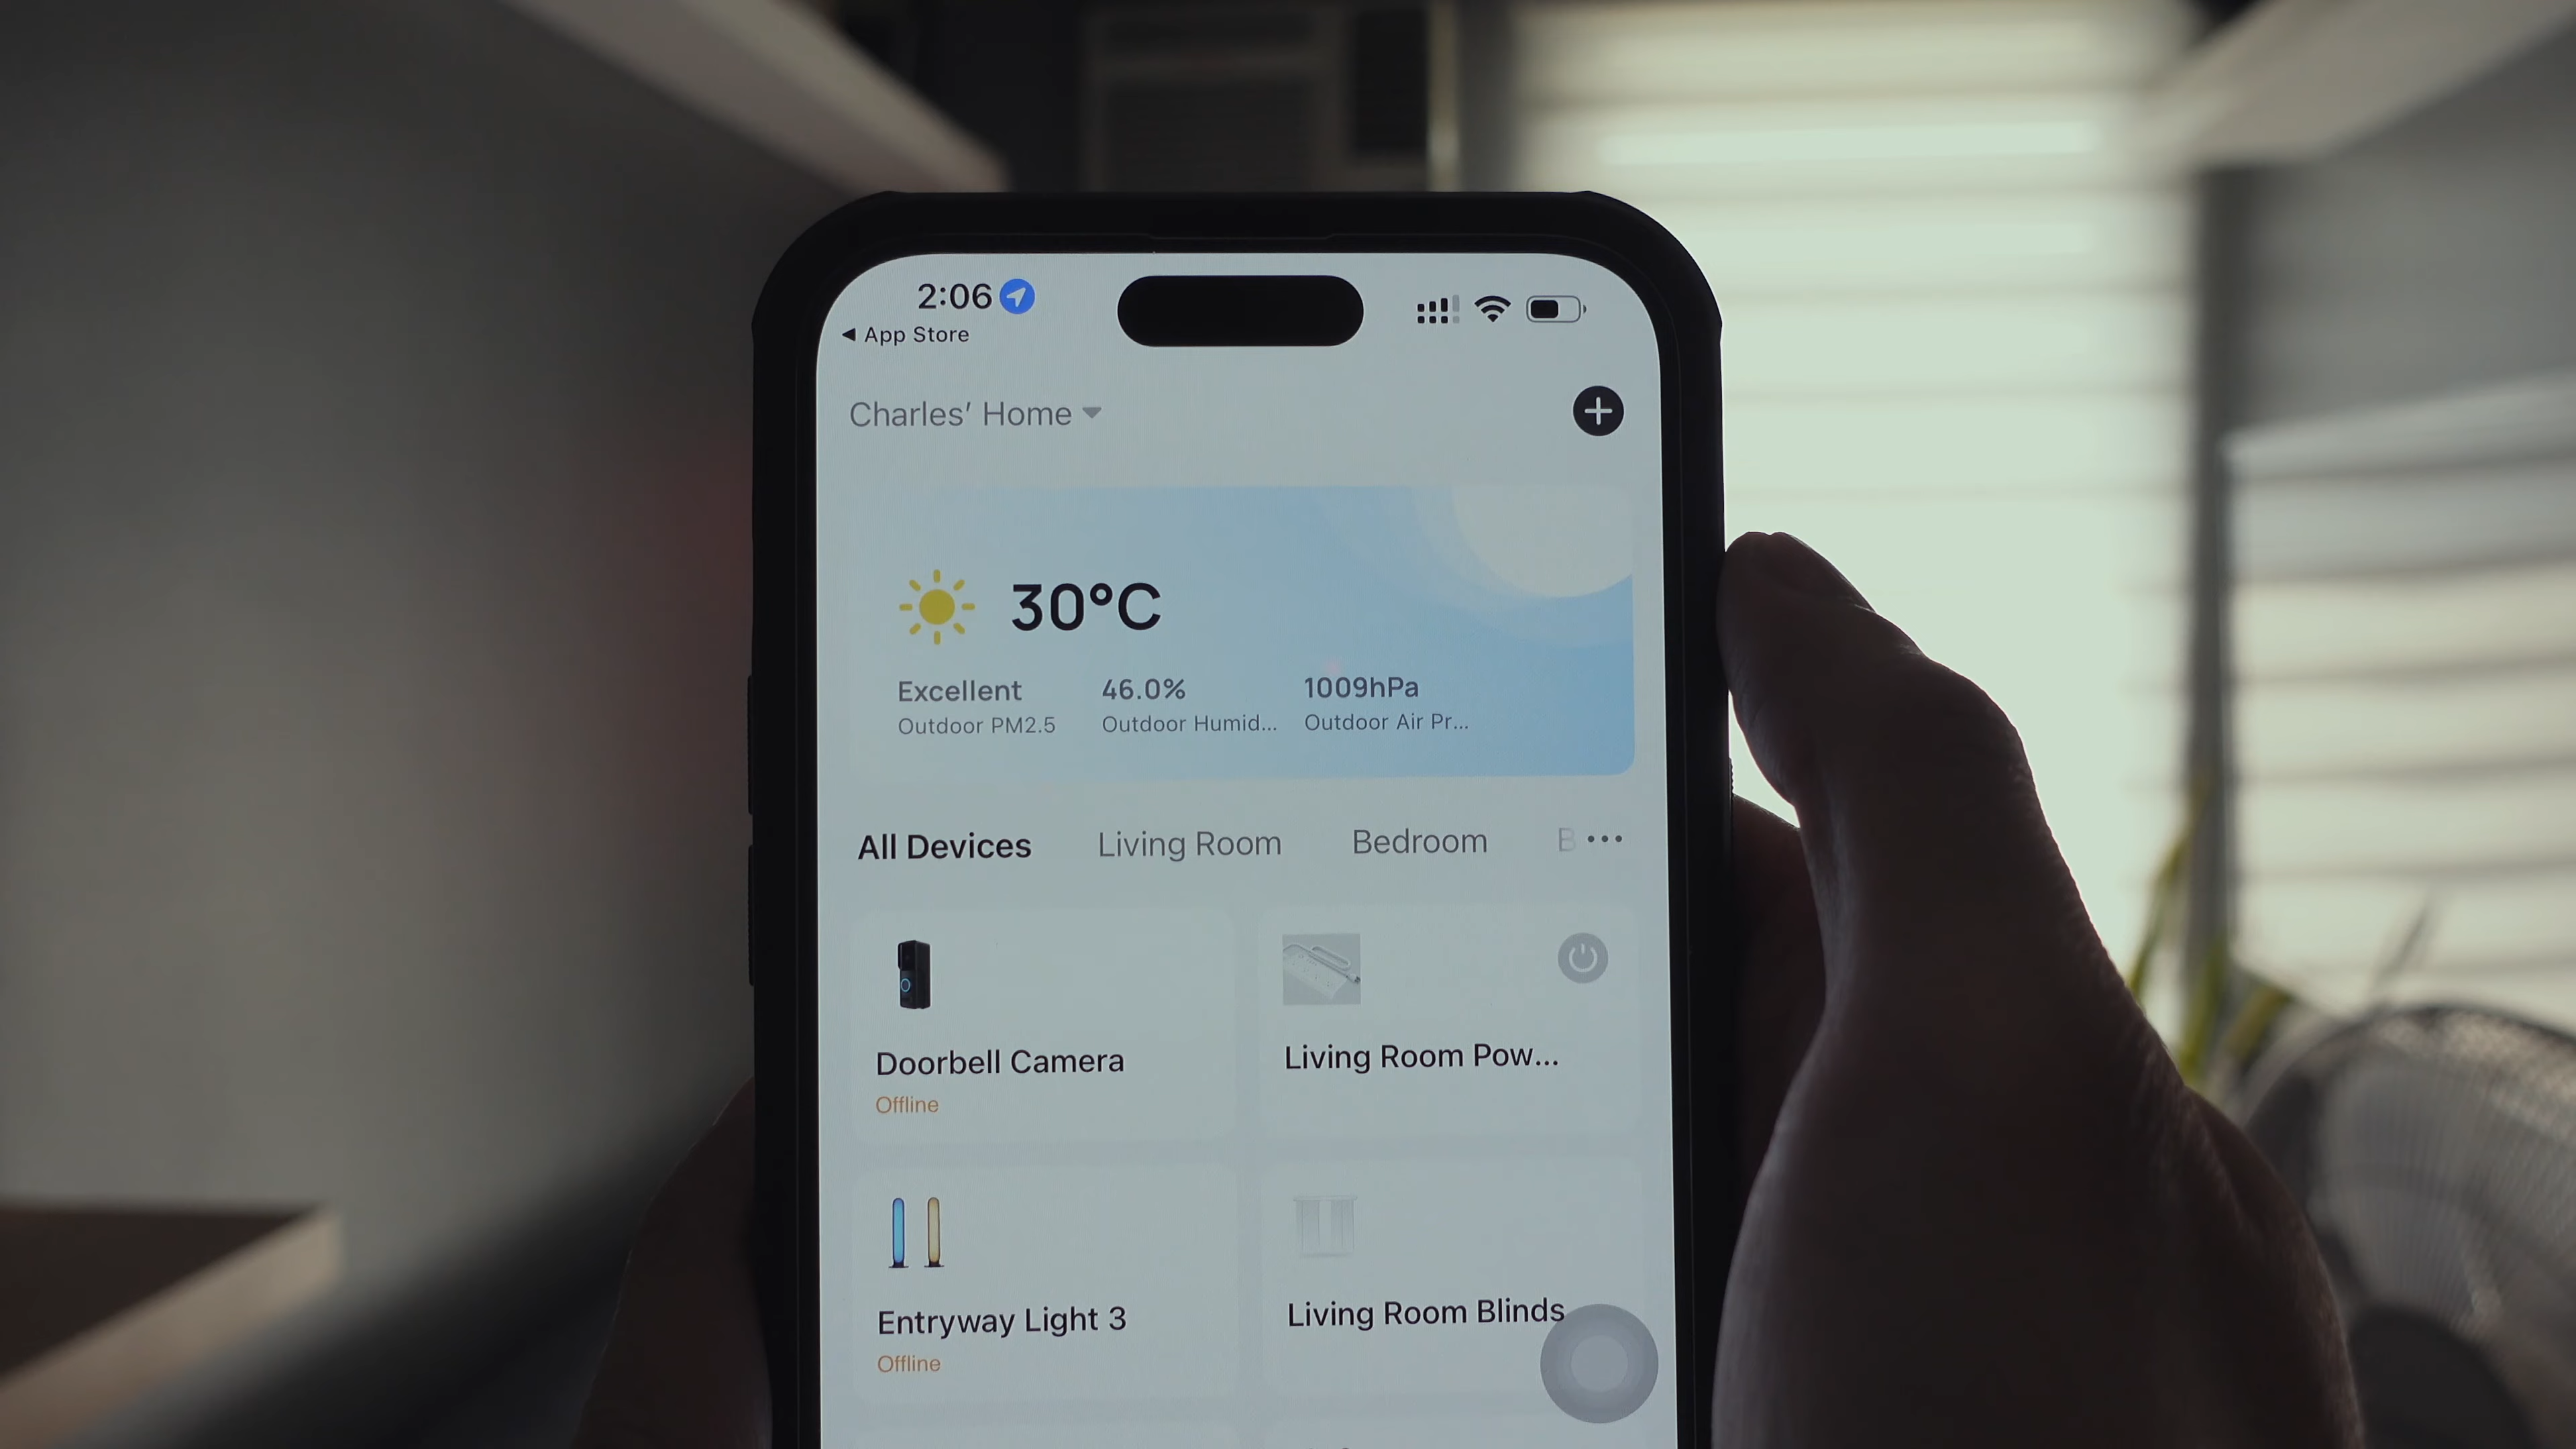 2:06
◀ App Store
Charles’ Home
30°C
Excellent 46.0% 1009hPa
Outdoor PM2.5 Outdoor Humid... Outdoor Air Pr...
All Devices Living Room Bedroom B ...
Doorbell Camera
Offline
Living Room Pow...
Entryway Light 3
Offline
Living Room Blinds